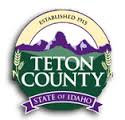 ESTABLISHED 1915
TETON
COUNTY
STATE OF IDAHO